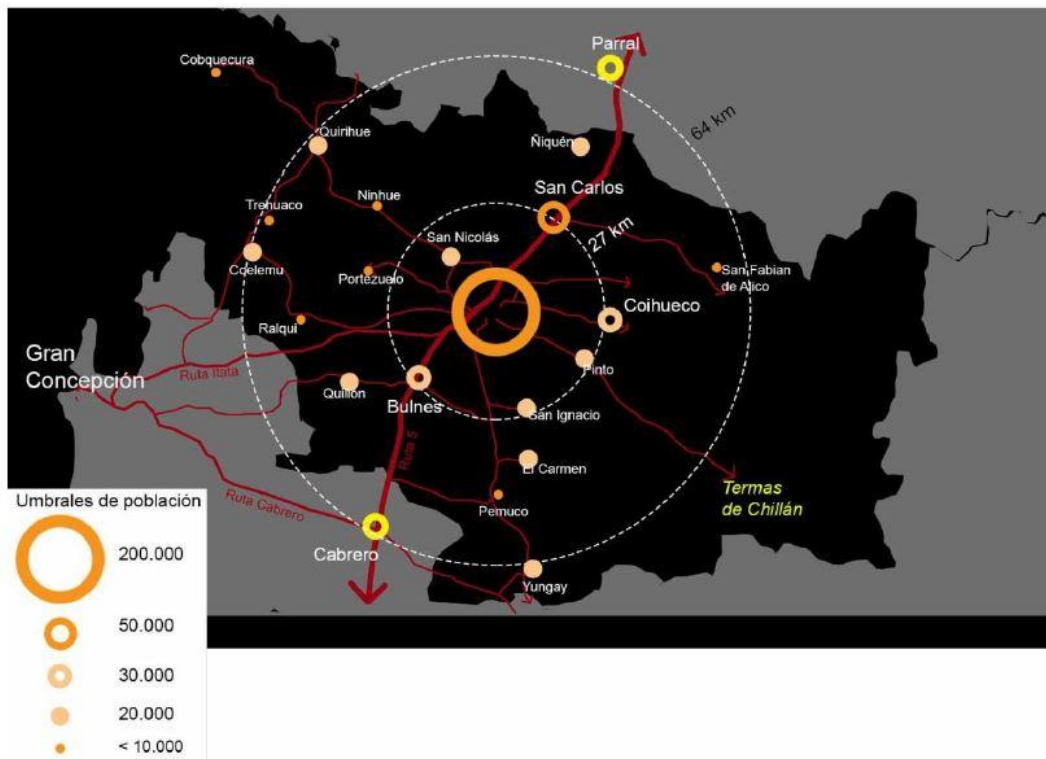 Parral
Cobquecura
64 km
Quirihue
Ñiquén
San Carlos
Ninhue
Trehuaco
27 km
San Nicolás
Coelemu
Portezuelo
San Fabian
de Alico
Coihueco
Ralqui
Gran
Concepción
Ruta Itata
Pinto
Quillón
Bulnes
San Ignacio
Ruta 5
El Carmen
Termas
de Chillán
Ruta Cabrero
Pemuco
Cabrero
Yungay
Umbrales de población
200.000
50.000
30.000
20.000
< 10.000